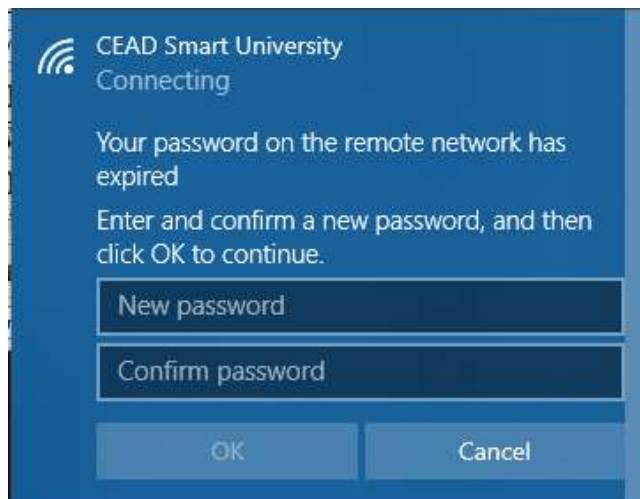 CEAD Smart University
Connecting
Your password on the remote network has
expired
Enter and confirm a new password, and then
click OK to continue.
New password
Confirm password
OK
Cancel